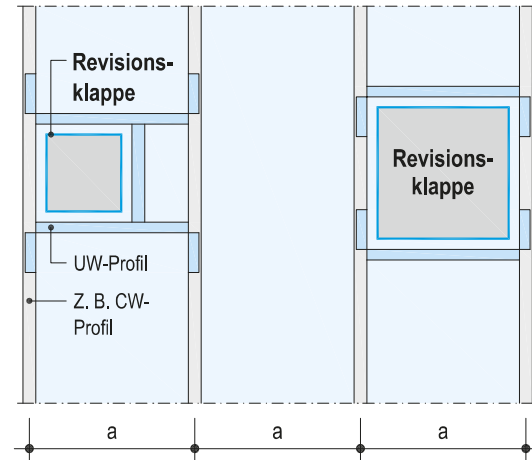 Revisions-
klappe
Revisions-
klappe
UW-Profil
Z. B. CW-
Profil
a
a
a